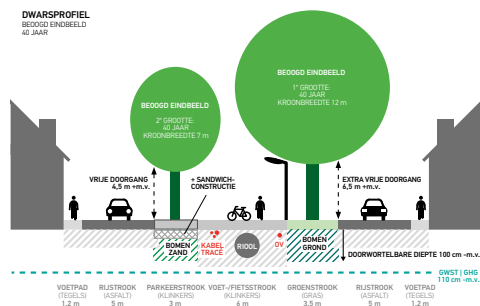 DWARSPROFIEL
BEOOGD EINDBEELD
40 JAAR
BEOOGD EINDBEELD
1e GROOTTE:
40 JAAR
KROONBREEDTE 12 m
BEOOGD EINDBEELD
2e GROOTTE:
40 JAAR
KROONBREEDTE 7 m
VRIJE DOORGANG
4,5 m +m.v.
+ SANDWICH-
CONSTRUCTIE
EXTRA VRIJE DOORGANG
6,5 m +m.v.
BOMEN
ZAND
KABEL
TRACÉ
RIOOL
OV
BOMEN
GROND
DOORWORTELBARE DIEPTE 100 cm -m.v.
GWST | GHG
110 cm -m.v.
VOETPAD
(TEGELS)
1.2 m
RIJSTROOK
(ASFALT)
5 m
PARKEERSTROOK
(KLINKERS)
3 m
VOET-/FIETSSTROOK
(KLINKERS)
6 m
GROENSTROOK
(GRAS)
3.5 m
RIJSTROOK
(ASFALT)
5 m
VOETPAD
(TEGELS)
1.2 m